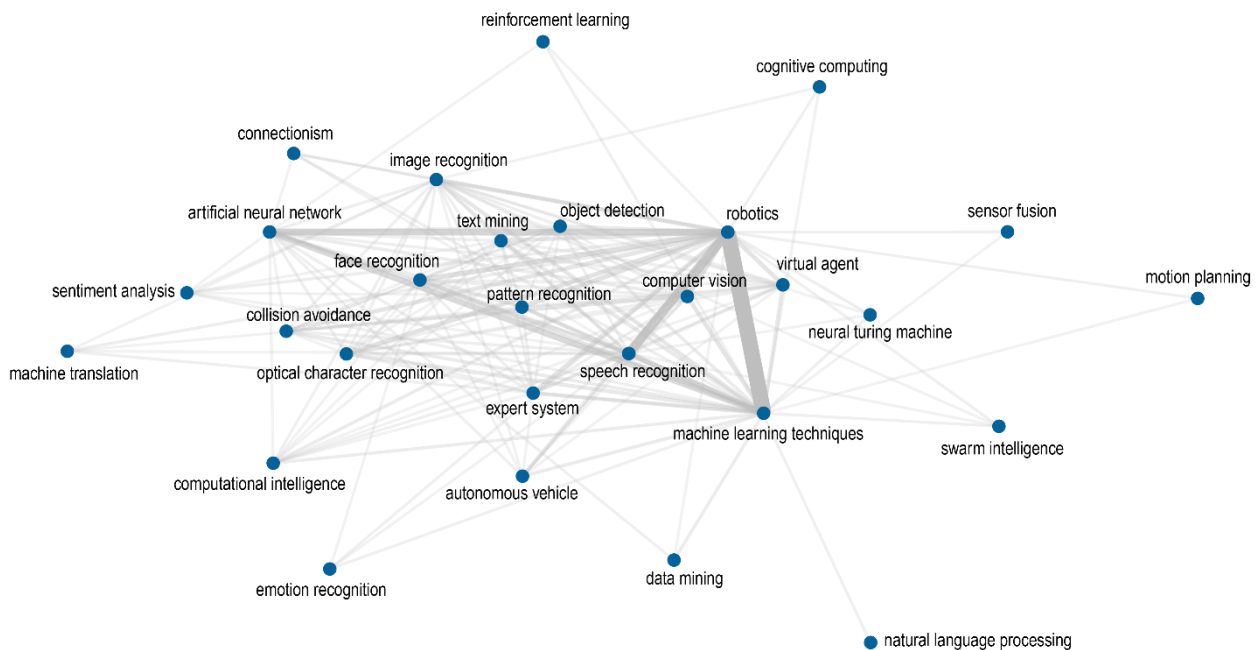 reinforcement learning
cognitive computing
connectionism
image recognition
artificial neural network
text mining
object detection
robotics
sensor fusion
face recognition
virtual agent
motion planning
sentiment analysis
pattern recognition
computer vision
collision avoidance
neural turing machine
machine translation
optical character recognition
speech recognition
expert system
machine learning techniques
swarm intelligence
computational intelligence
autonomous vehicle
emotion recognition
data mining
natural language processing